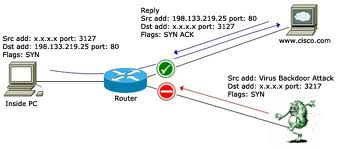 Reply
Src add: 198.133.219.25 port: 80
Dst add: x.x.x.x port: 3127
Flags: SYN ACK
Src add: x.x.x.x port: 3127
Dst add: 198.133.219.25 port: 80
Flags: SYN
www.cisco.com
Inside PC
Router
Src add: Virus Backdoor Attack
Dst add: x.x.x.x port: 3217
Flags: SYN